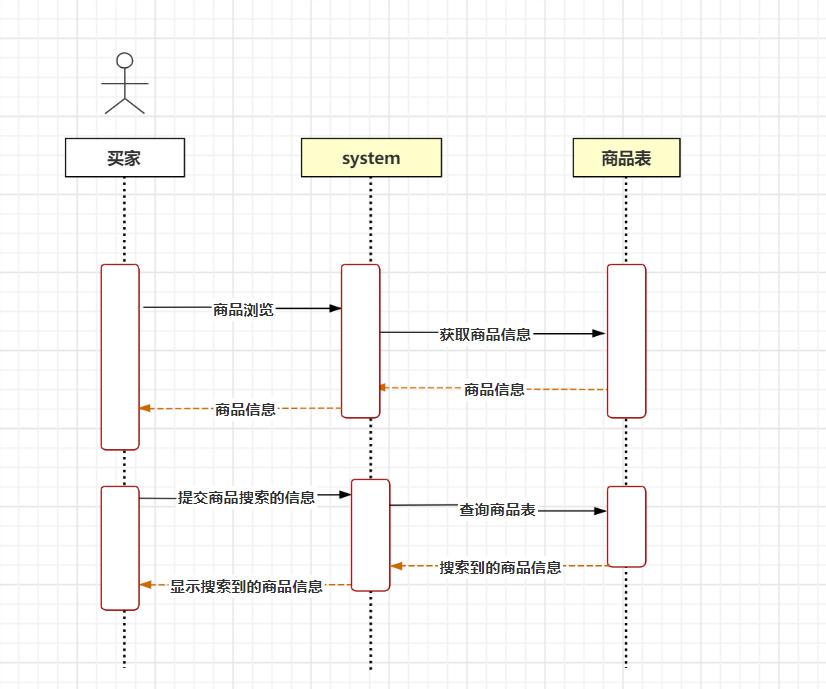 买家
system
商品表
商品浏览
获取商品信息
商品信息
商品信息
提交商品搜索的信息
查询商品表
搜索到的商品信息
显示搜索到的商品信息